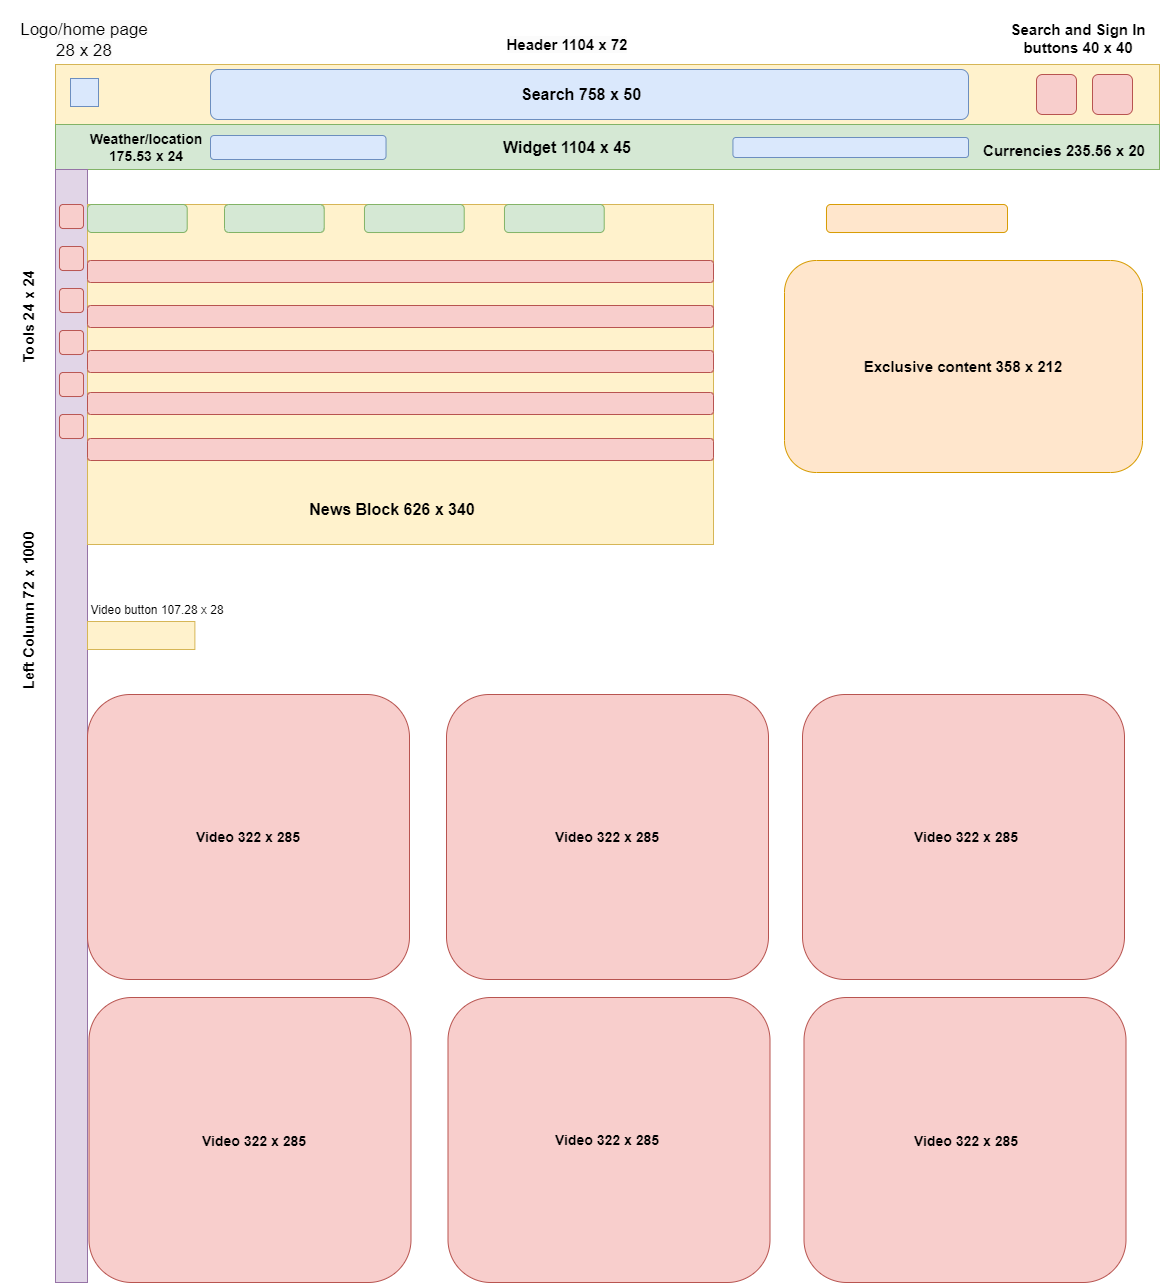 Logo/home page
28 x 28
Header 1104 x 72
Search and Sign In
buttons 40 x 40
Search 758 x 50
Weather/location
175.53 x 24
Widget 1104 x 45
Currencies 235.56 x 20
Tools 24 x 24
Exclusive content 358 x 212
News Block 626 x 340
Left Column 72 x 1000
Video button 107.28 x 28
Video 322 x 285
Video 322 x 285
Video 322 x 285
Video 322 x 285
Video 322 x 285
Video 322 x 285